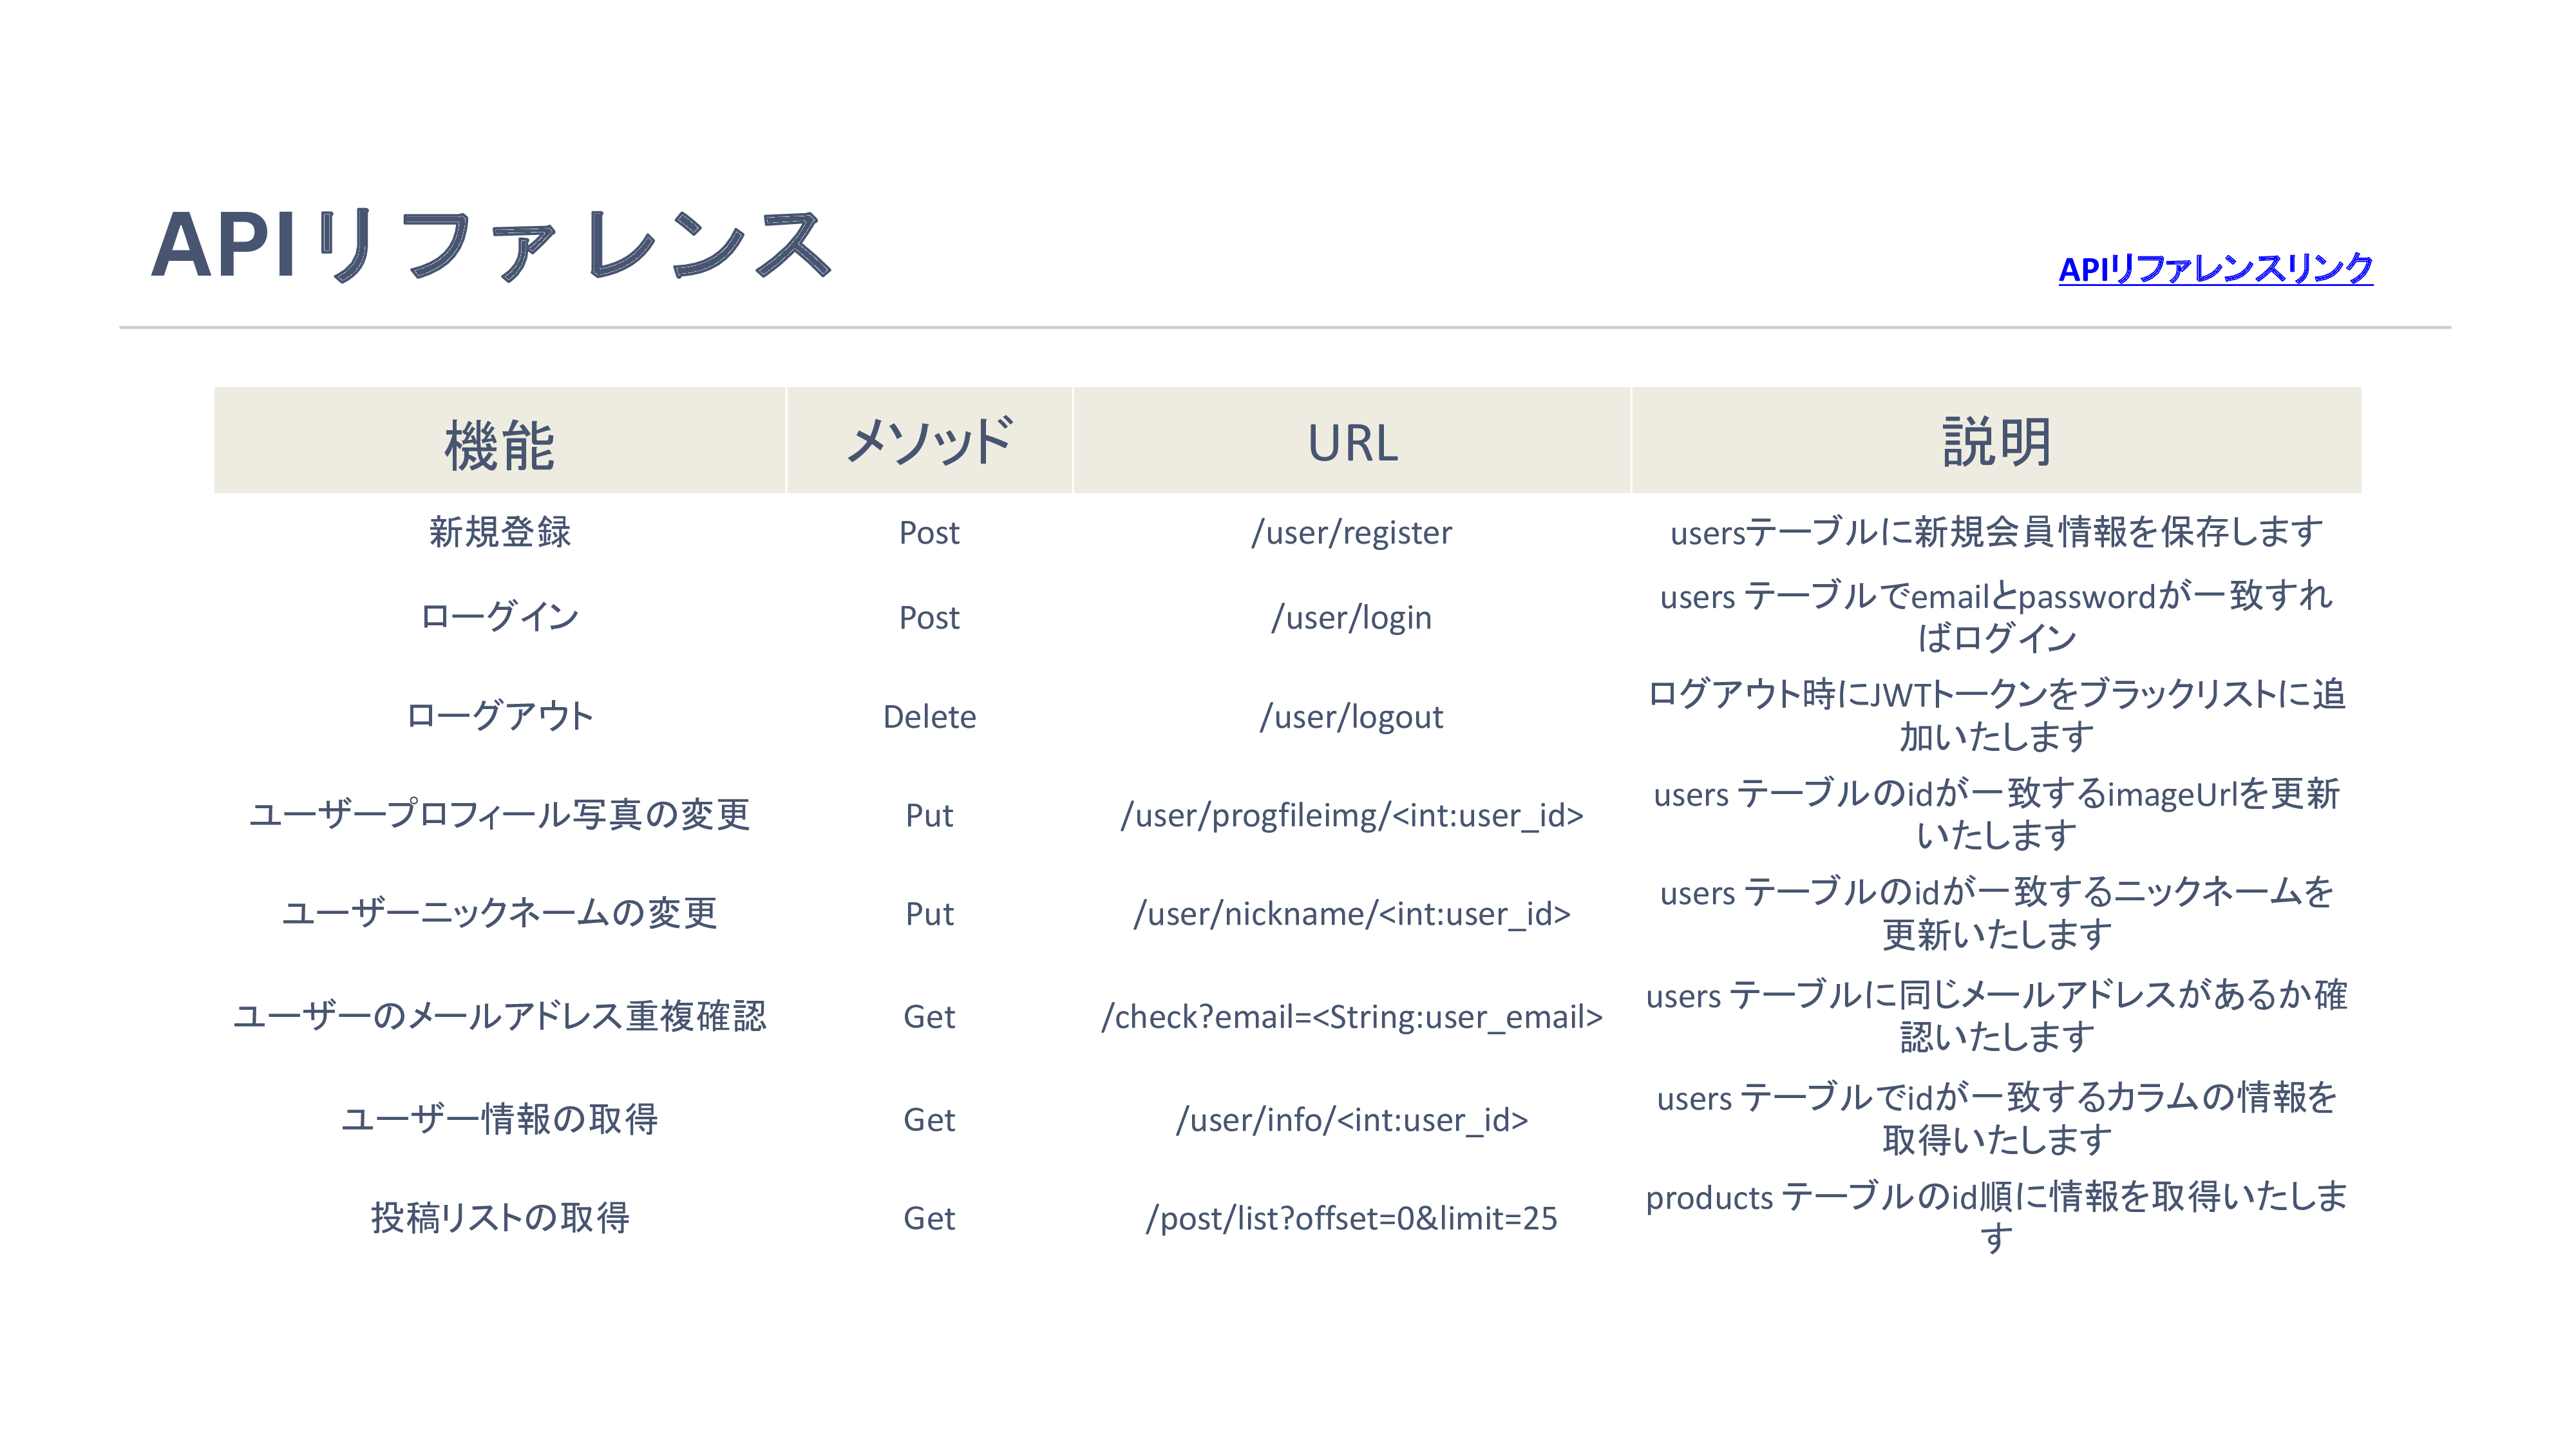 APIリファレンス
APIリファレンスリンク
機能 メソッド URL 説明
新規登録 Post /user/register usersテーブルに新規会員情報を保存します
ローグイン Post /user/login users テーブルでemailとpasswordが一致すれ
ばログイン
ローグアウト Delete /user/logout ログアウト時にJWTトークンをブラックリストに追
加いたします
ユーザープロフィール写真の変更 Put /user/progfileimg/<int:user_id> users テーブルのidが一致するimageUrlを更新
いたします
ユーザーニックネームの変更 Put /user/nickname/<int:user_id> users テーブルのidが一致するニックネームを
更新いたします
ユーザーのメールアドレス重複確認 Get /check?email=<String:user_email> users テーブルに同じメールアドレスがあるか確
認いたします
ユーザー情報の取得 Get /user/info/<int:user_id> users テーブルでidが一致するカラムの情報を
取得いたします
投稿リストの取得 Get /post/list?offset=0&limit=25 products テーブルのid順に情報を取得いたしま
す